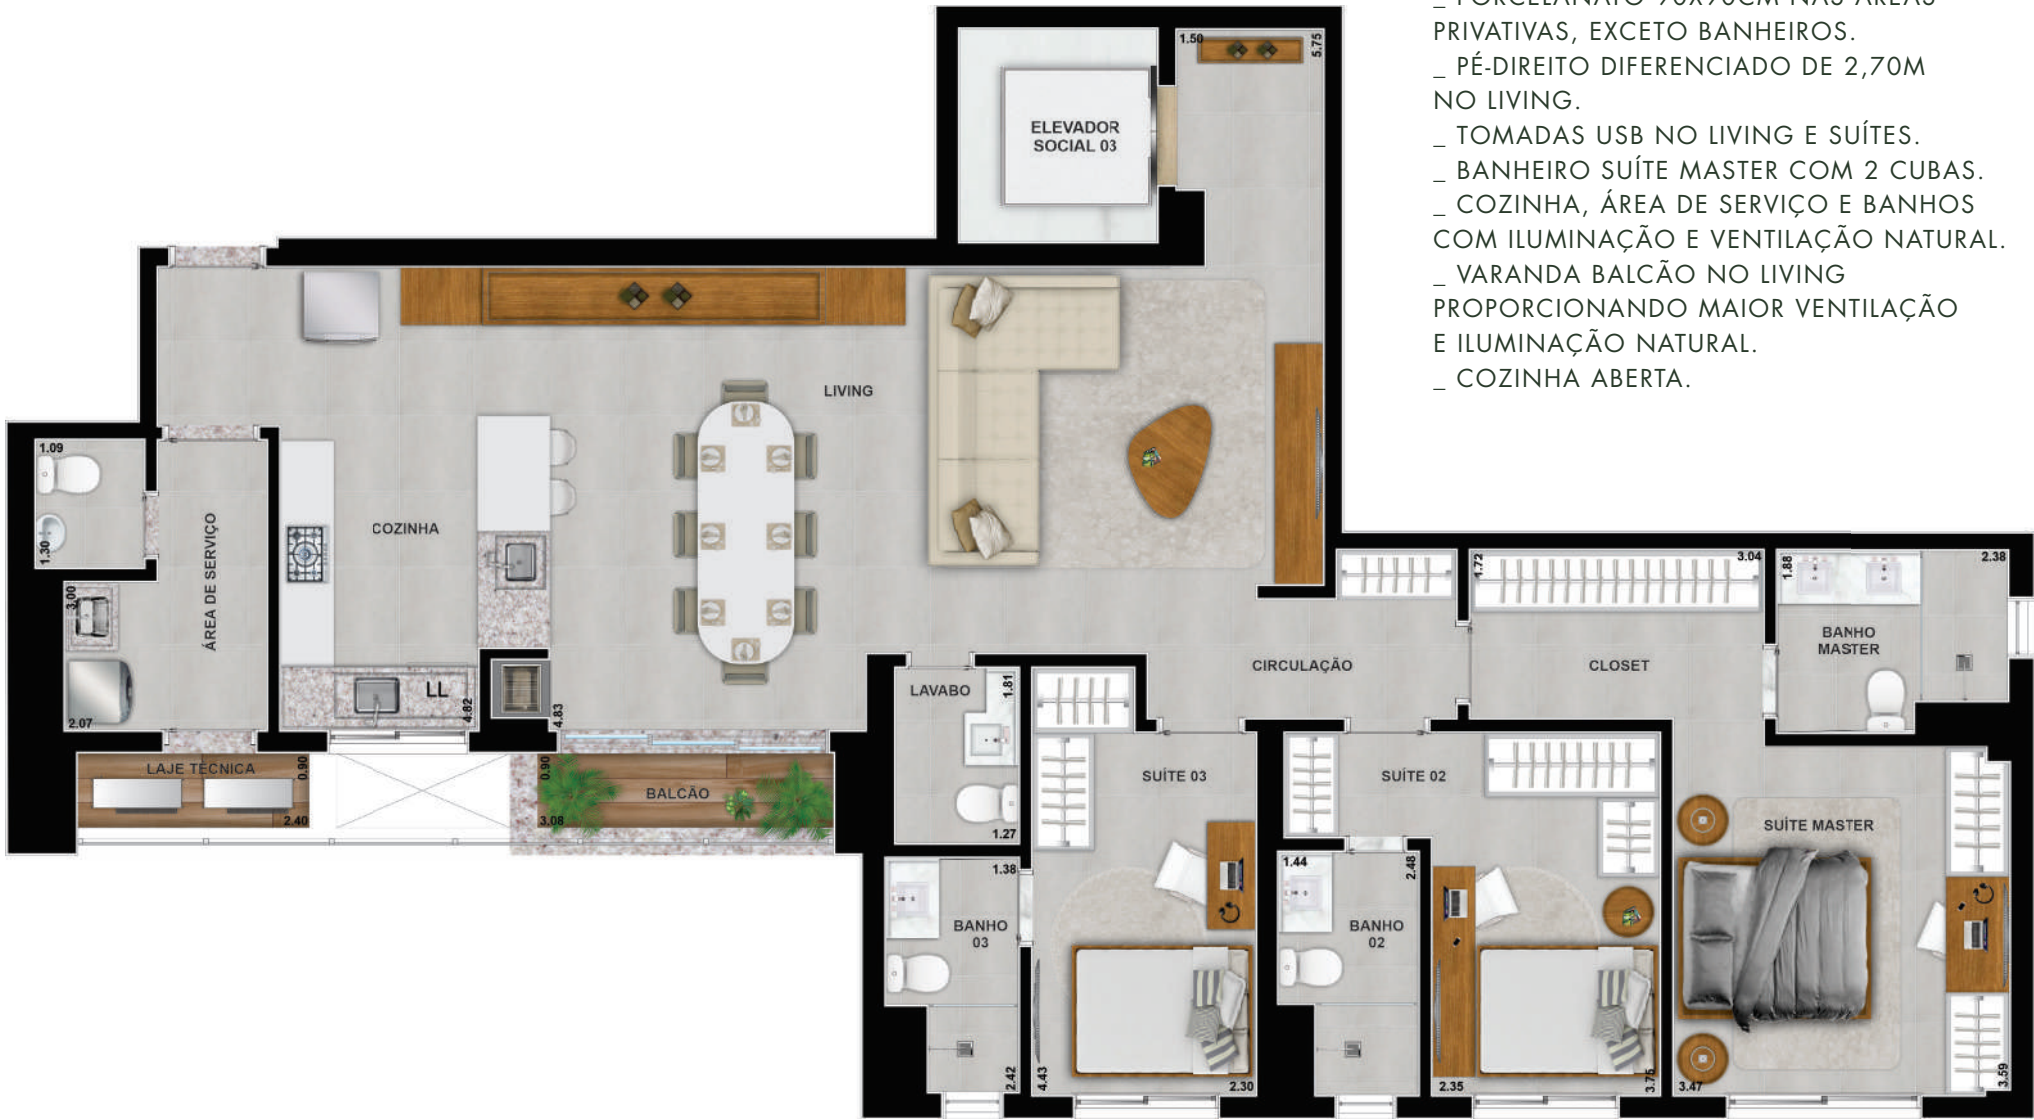 _ PORCELANATO 90X90CM NAS ÁREAS
PRIVATIVAS, EXCETO BANHEIROS.
_ PÉ-DIREITO DIFERENCIADO DE 2,70M
NO LIVING.
_ TOMADAS USB NO LIVING E SUÍTES.
_ BANHEIRO SUÍTE MASTER COM 2 CUBAS.
_ COZINHA, ÁREA DE SERVIÇO E BANHOS
COM ILUMINAÇÃO E VENTILAÇÃO NATURAL.
_ VARANDA BALCÃO NO LIVING
PROPORCIONANDO MAIOR VENTILAÇÃO
E ILUMINAÇÃO NATURAL.
_ COZINHA ABERTA.
1.50
5.75
ELEVADOR
SOCIAL 03
LIVING
1.09
1.30
ÁREA DE SERVIÇO
3.00
2.07
COZINHA
LL
4.82
4.83
LAJE TÉCNICA
0.90
2.40
0.90
BALCÃO
3.08
LAVABO
1.81
1.27
CIRCULAÇÃO
1.72
3.04
CLOSET
1.88
2.38
BANHO
MASTER
1.38
BANHO
03
2.42
SUÍTE 03
4.43
2.30
SUÍTE 02
1.44
2.48
BANHO
02
2.35
3.75
SUÍTE MASTER
3.47
3.59